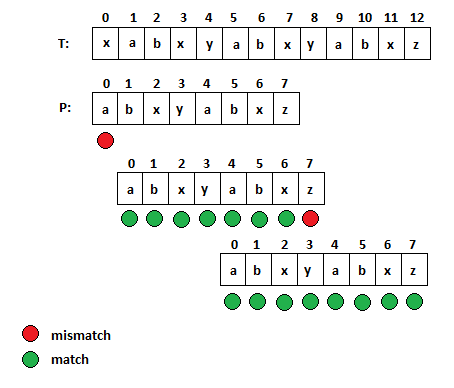 0 1 2 3 4 5 6 7 8 9 10 11 12
T: x a b x y a b x y a b x z
0 1 2 3 4 5 6 7
P: a b x y a b x z
0 1 2 3 4 5 6 7
a b x y a b x z
0 1 2 3 4 5 6 7
a b x y a b x z
mismatch
match